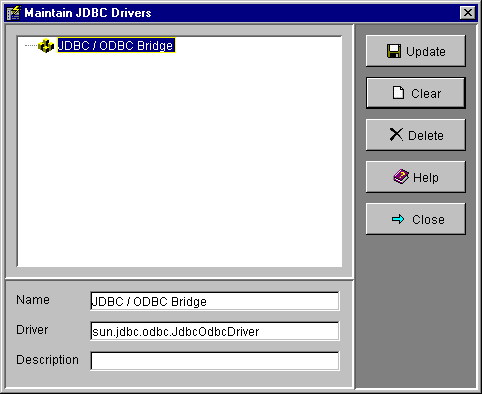 Maintain JDBC Drivers
JDBC / ODBC Bridge
Update
Clear
Delete
Help
Close
Name
JDBC / ODBC Bridge
Driver
sun.jdbc.odbc.JdbcOdbcDriver
Description